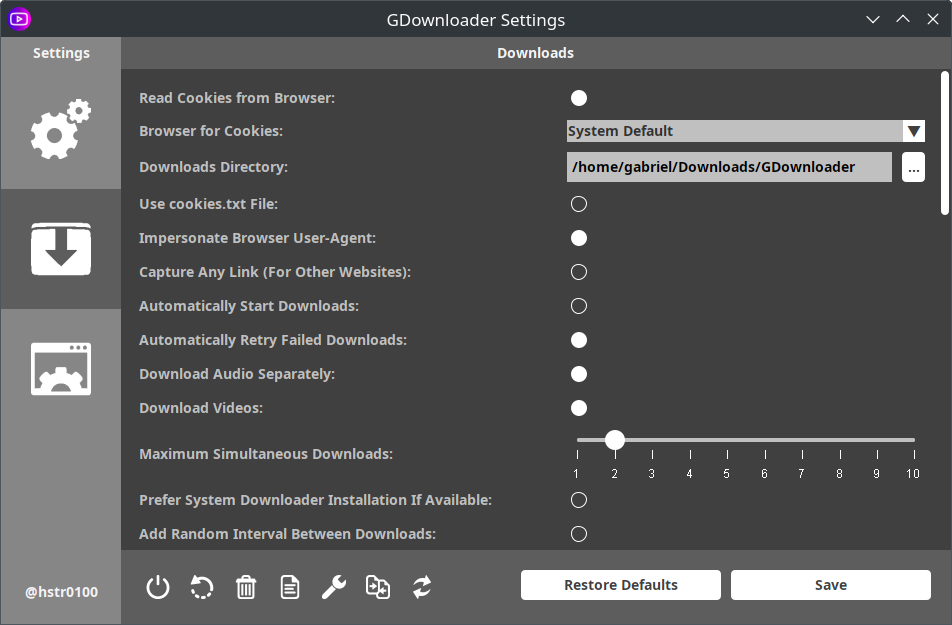 GDownloader Settings
Settings
Downloads
Read Cookies from Browser:
Browser for Cookies:
System Default
Downloads Directory:
/home/gabriel/Downloads/GDownloader
...
Use cookies.txt File:
Impersonate Browser User-Agent:
Capture Any Link (For Other Websites):
Automatically Start Downloads:
Automatically Retry Failed Downloads:
Download Audio Separately:
Download Videos:
Maximum Simultaneous Downloads:
1 2 3 4 5 6 7 8 9 10
Prefer System Downloader Installation If Available:
Add Random Interval Between Downloads:
@hstr0100
Restore Defaults
Save